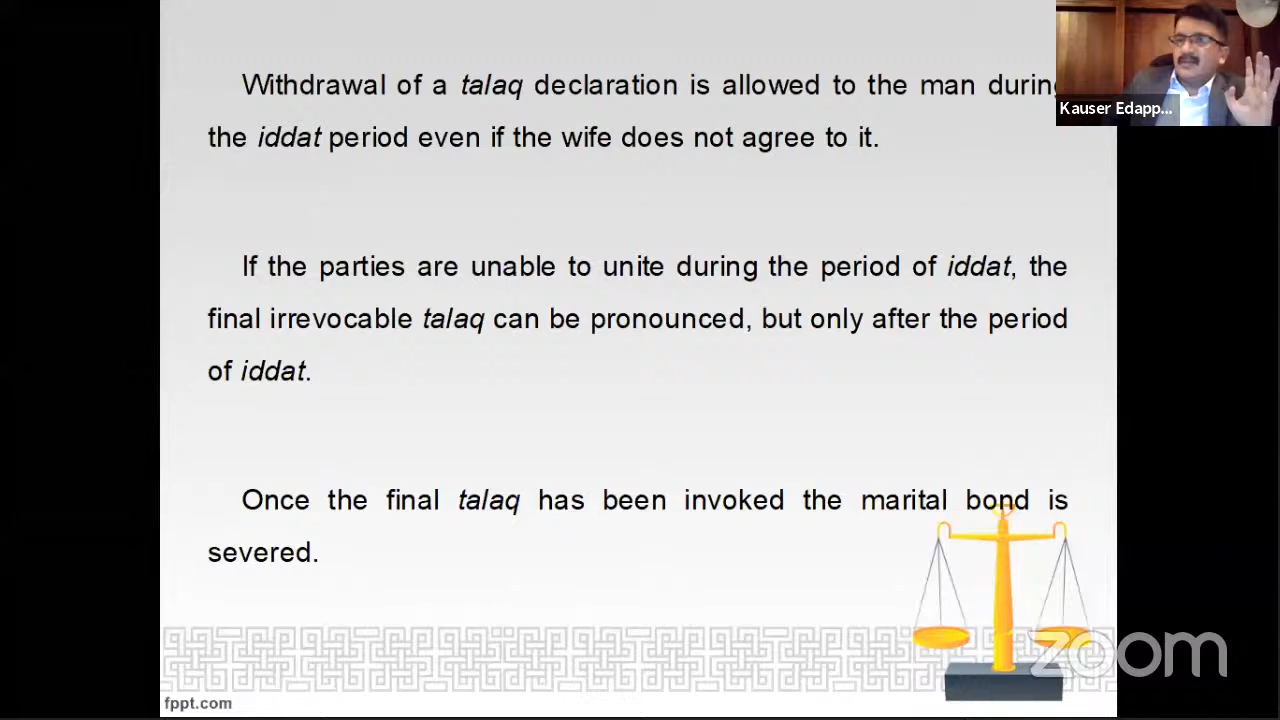 Withdrawal of a talaq declaration is allowed to the man during
the iddat period even if the wife does not agree to it.
If the parties are unable to unite during the period of iddat, the
final irrevocable talaq can be pronounced, but only after the period
of iddat.
Once the final talaq has been invoked the marital bond is
severed.
Kauser Edapp...
zoom
fppt.com